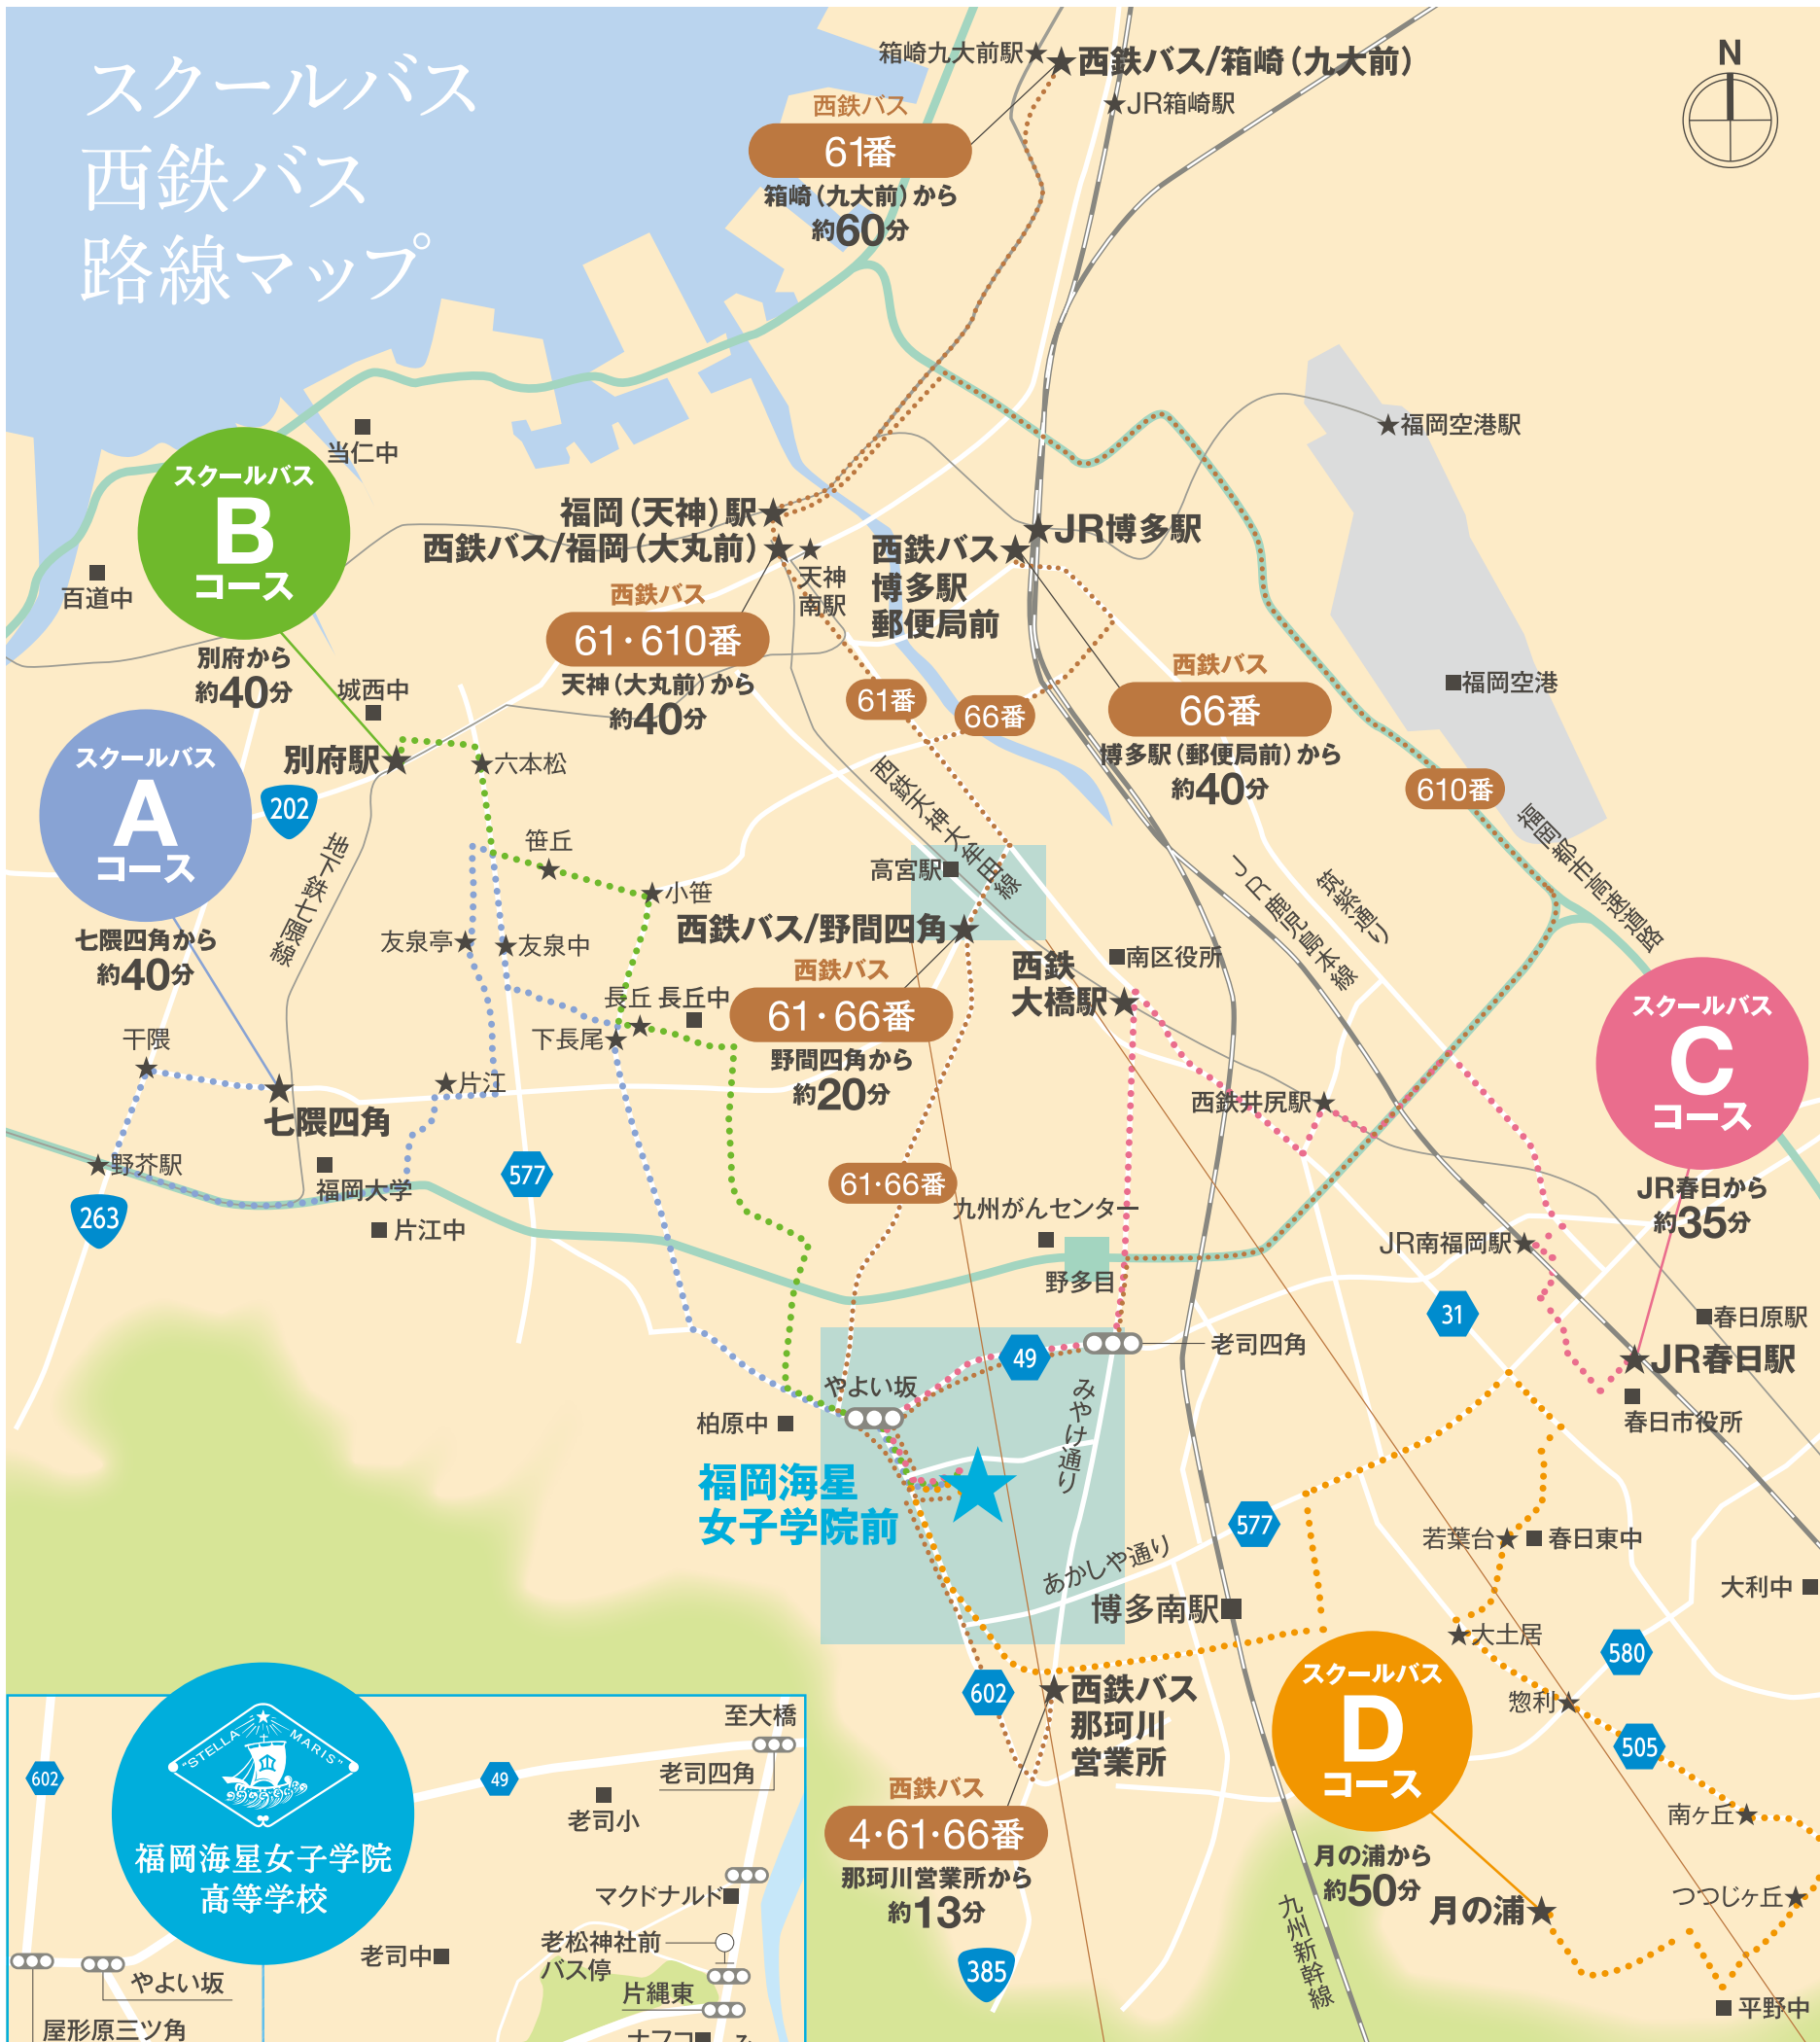 スクールバス
西鉄バス
路線マップ
N
箱崎九大前駅
西鉄バス/箱崎（九大前）
JR箱崎駅
西鉄バス
61番
箱崎（九大前）から
約60分
福岡空港駅
当仁中
スクールバス
B
コース
別府から
約40分
百道中
福岡（天神）駅
西鉄バス/福岡（大丸前）
天神
南駅
西鉄バス
61・610番
天神（大丸前）から
約40分
JR博多駅
西鉄バス
博多駅
郵便局前
西鉄バス
66番
博多駅（郵便局前）から
約40分
61番
66番
610番
福岡空港
城西中
別府駅
六本松
202
スクールバス
A
コース
七隈四角から
約40分
地下鉄七隈線
笹丘
小笹
友泉亭
友泉中
西鉄天神大牟田線
高宮駅
西鉄バス/野間四角
西鉄バス
61・66番
野間四角から
約20分
西鉄
大橋駅
南区役所
JR鹿児島本線
筑紫通り
福岡都市高速道路
スクールバス
C
コース
JR春日から
約35分
長丘
長丘中
下長尾
干隈
片江
七隈四角
西鉄井尻駅
野芥駅
福岡大学
577
263
片江中
61・66番
九州がんセンター
野多目
JR南福岡駅
31
春日原駅
JR春日駅
春日市役所
49
老司四角
やよい坂
みやけ通り
柏原中
福岡海星
女子学院前
577
若葉台
春日東中
あかしや通り
博多南駅
大利中
大土居
580
スクールバス
D
コース
月の浦から
約50分
惣利
505
602
西鉄バス
那珂川
営業所
西鉄バス
4・61・66番
那珂川営業所から
約13分
385
南ヶ丘
つつじヶ丘
月の浦
九州新幹線
平野中
"STELLA MARIS"
福岡海星女子学院
高等学校
602
49
至大橋
老司四角
老司小
マクドナルド
老松神社前
バス停
老司中
やよい坂
片縄東
屋形原三ツ角
ナフコ